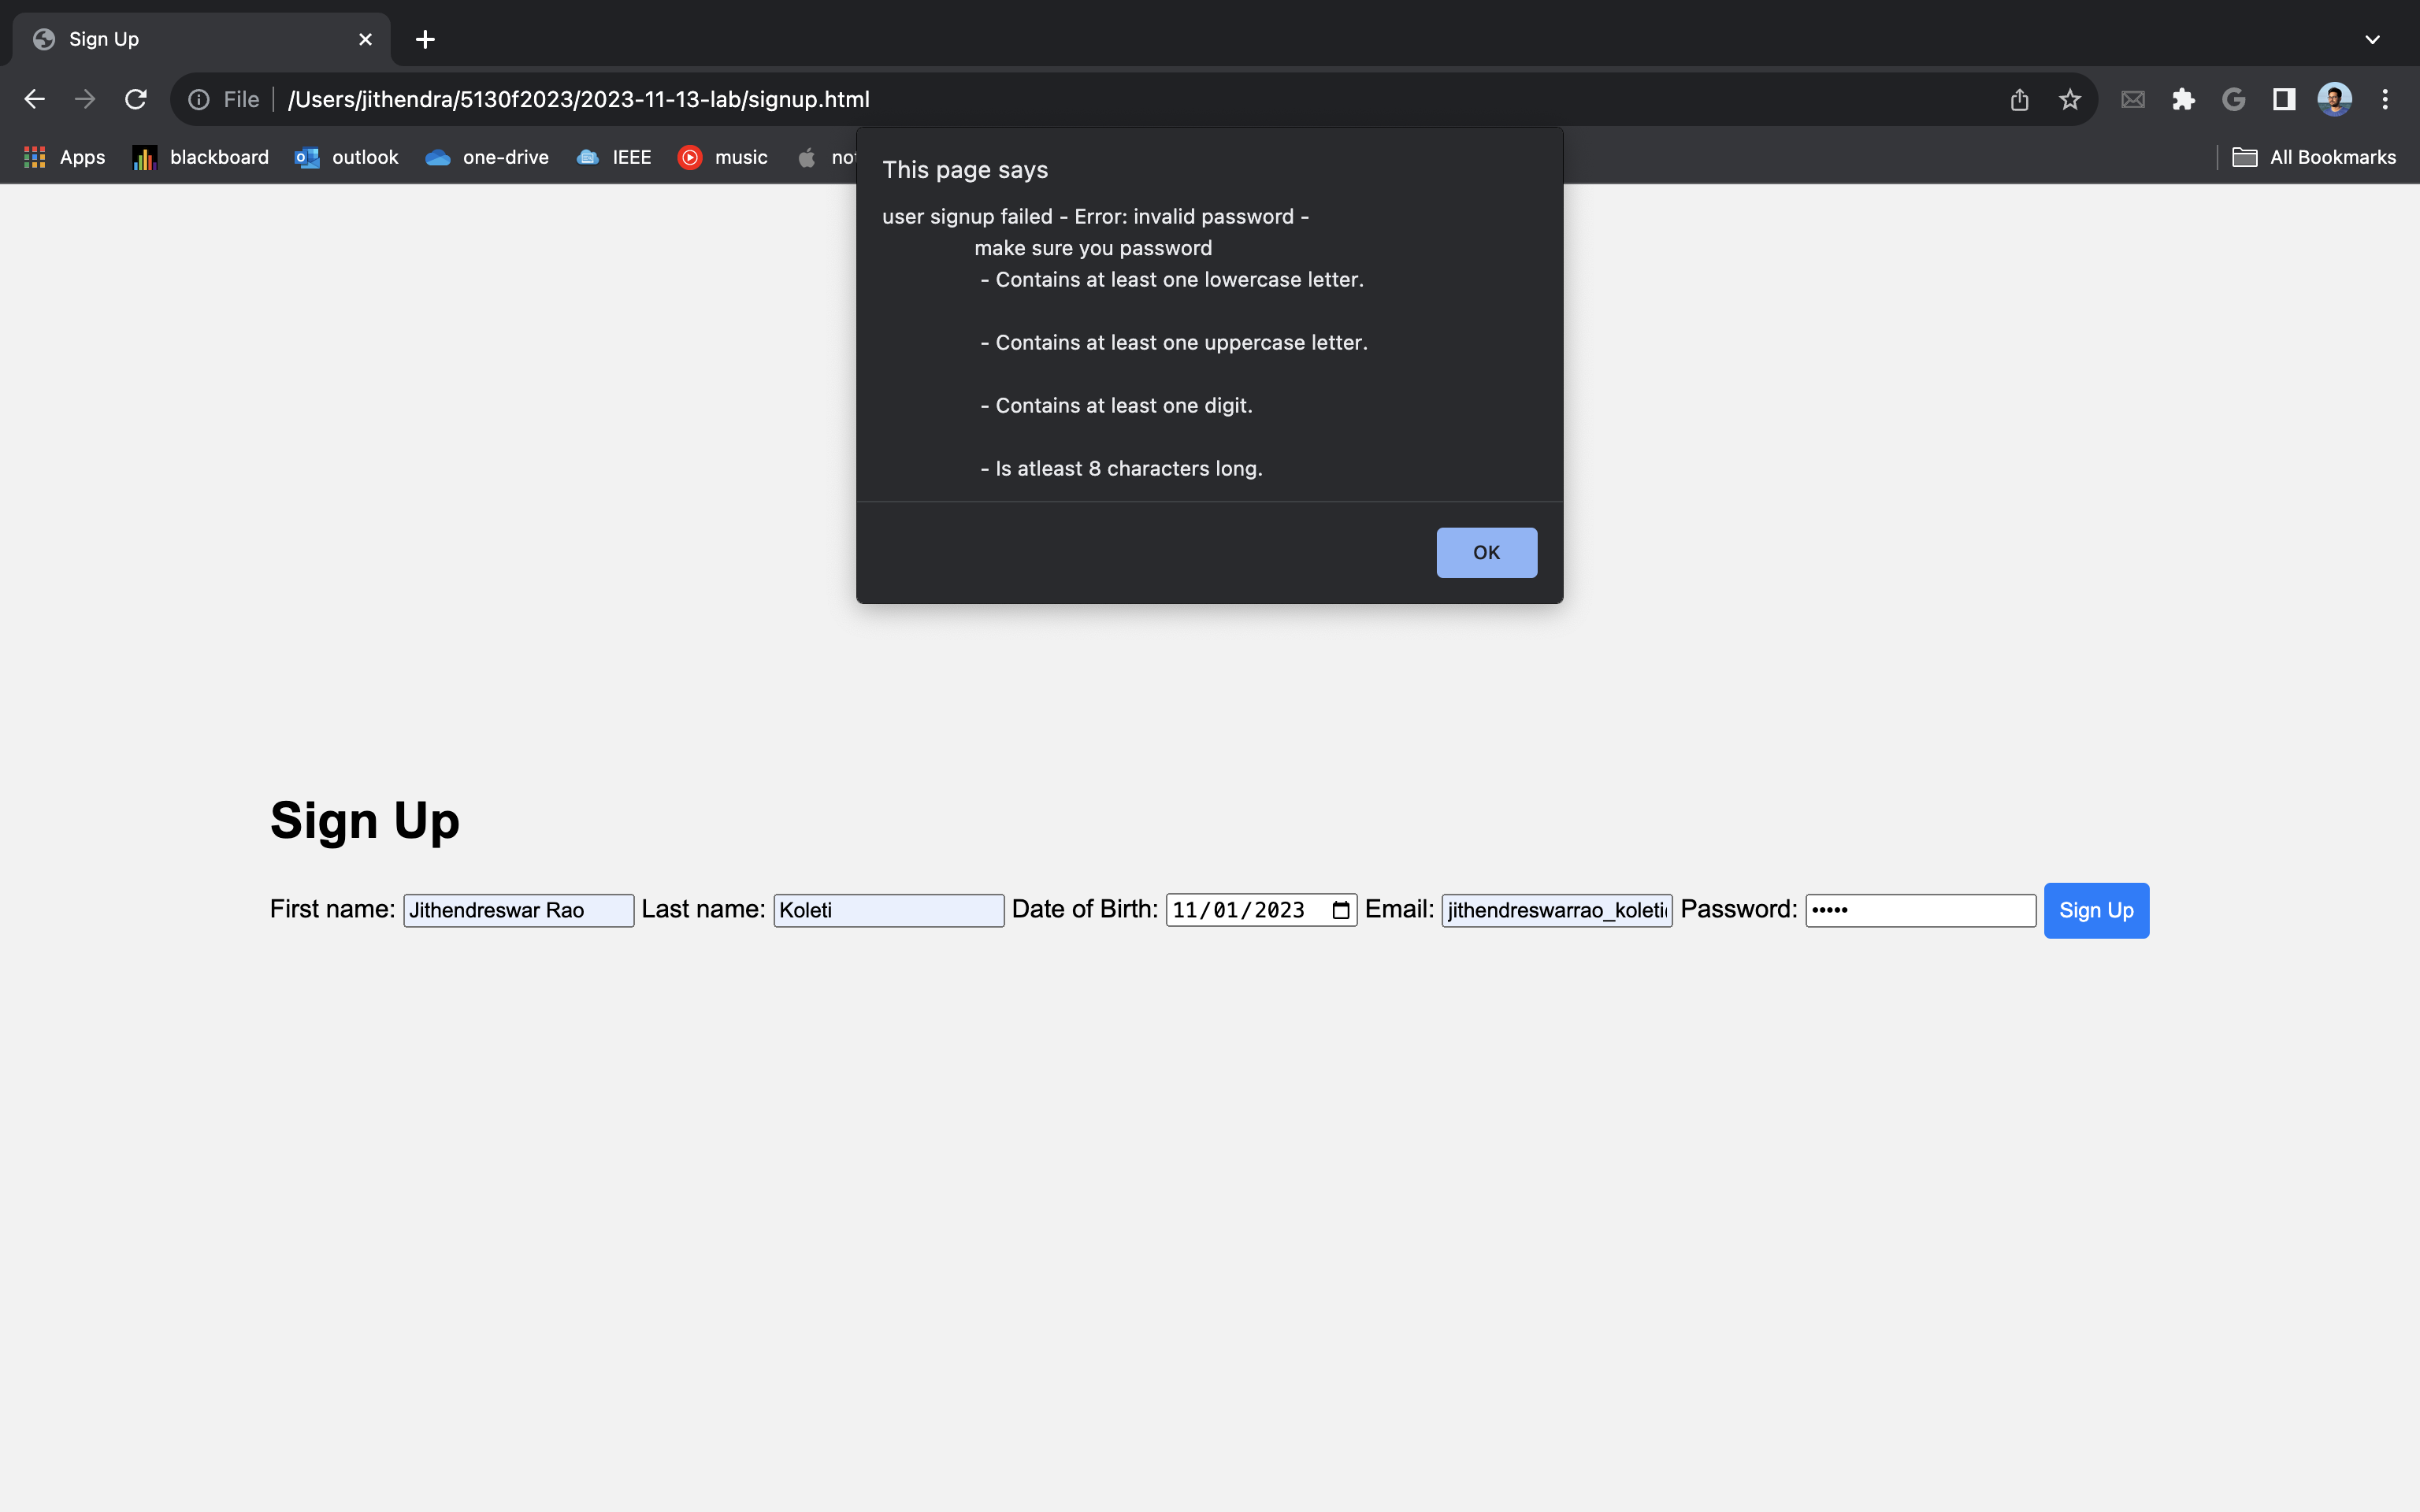 Sign Up
File /Users/jithendra/5130f2023/2023-11-13-lab/signup.html
Apps blackboard outlook one-drive IEEE music All Bookmarks
This page says
user signup failed - Error: invalid password -
make sure you password
- Contains at least one lowercase letter.
- Contains at least one uppercase letter.
- Contains at least one digit.
- Is atleast 8 characters long.
OK
Sign Up
First name: Jithendreswar Rao Last name: Koleti Date of Birth: 11/01/2023 Email: jithendreswarrao_koleti Password: ••••• Sign Up